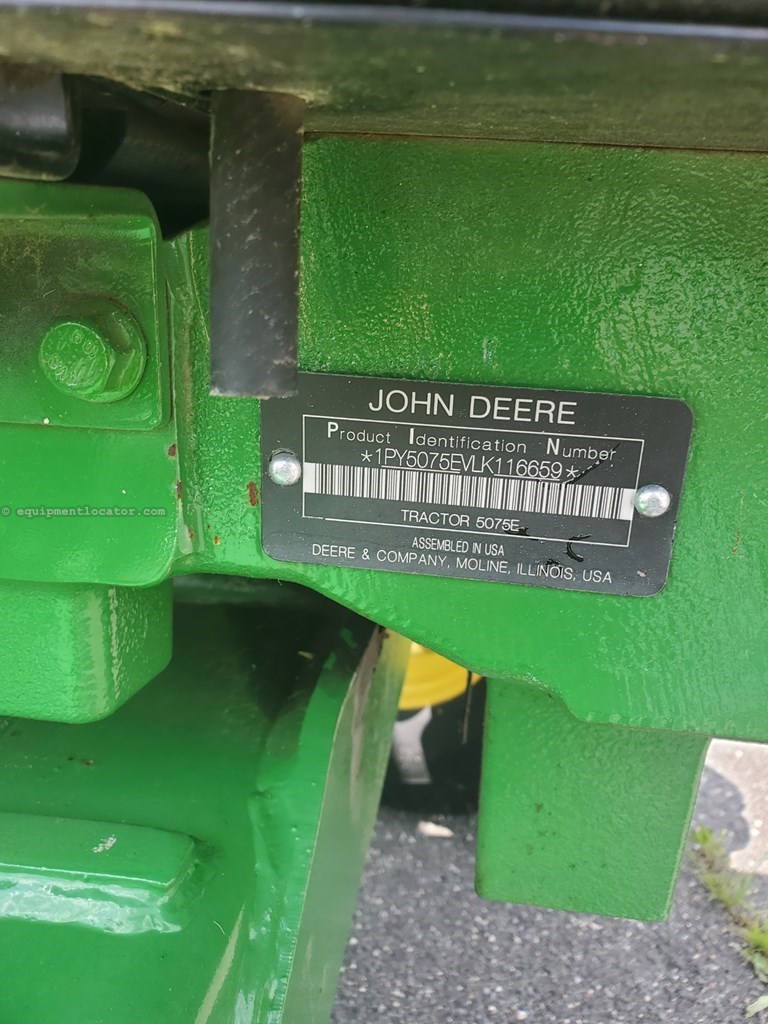 JOHN DEERE
Product Identification Number
*1PY5075EVLK116659*
TRACTOR 5075E
ASSEMBLED IN USA
DEERE & COMPANY, MOLINE, ILLINOIS, USA
© equipmentlocator.com